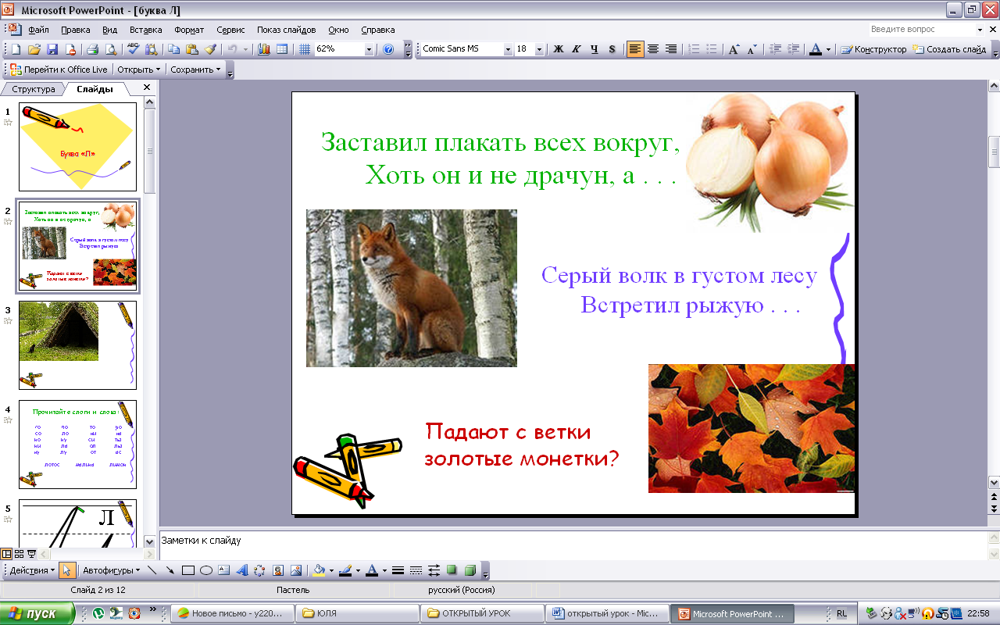 Microsoft PowerPoint - [буква Л]
Файл Правка Вид Вставка Формат Сервис Показ слайдов Окно Справка Введите вопрос
62% Comic Sans MS 18 Ж К Ч S Конструктор Создать слайд
Перейти к Office Live Открыть Сохранить
Структура Слайды
1
Буква «Л»
2
Заставил плакать всех вокруг,
Хоть он и не драчун, а
Серый волк в густом лесу
Встретил рыжую
Падают с ветки
золотые монетки?
3
4
Прочитайте слоги и слова:
лотос малина лимон
5
Л
Заставил плакать всех вокруг,
Хоть он и не драчун, а . . .
Серый волк в густом лесу
Встретил рыжую . . .
Падают с ветки
золотые монетки?
Заметки к слайду
Действия Автофигуры
Слайд 2 из 12 Пастель русский (Россия)
пуск Новое письмо - y220... ЮЛЯ ОТКРЫТЫЙ УРОК открытый урок - Mic... Microsoft PowerPoint ... RL 22:58